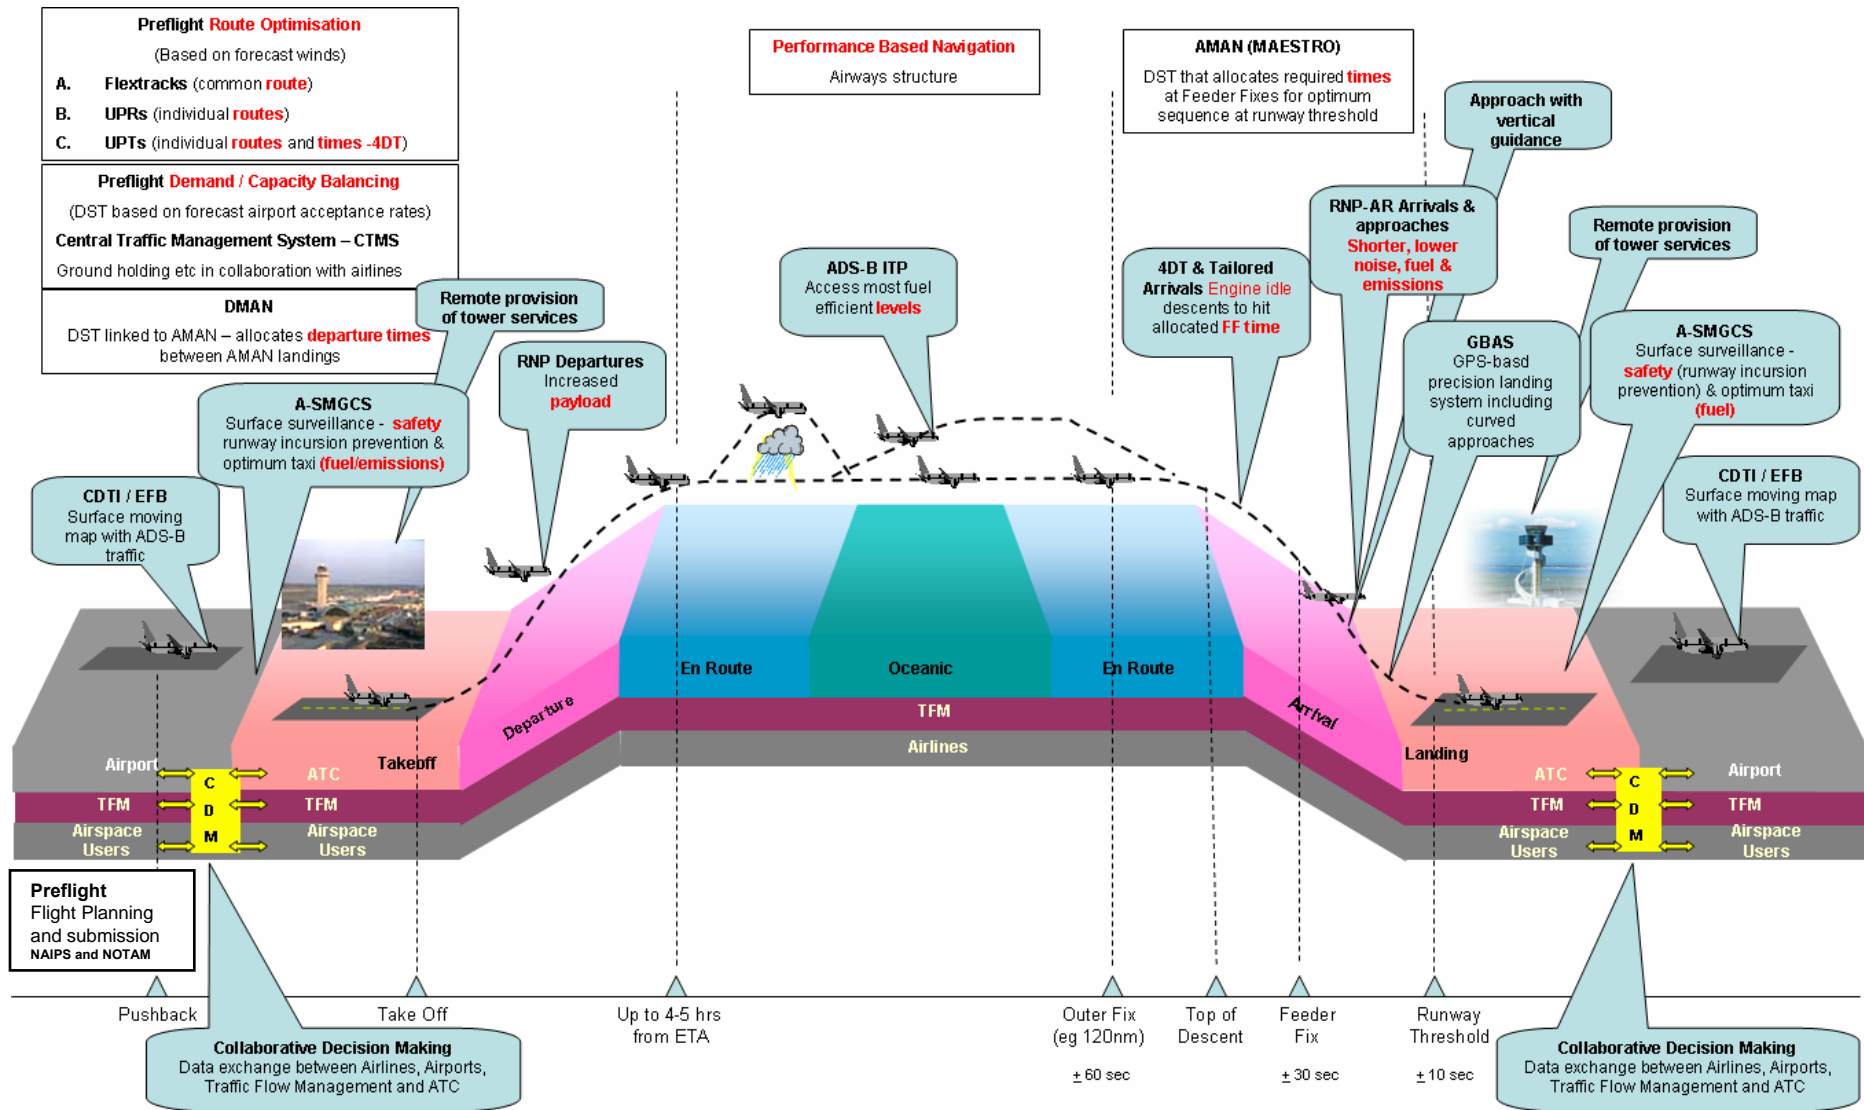 Preflight Route Optimisation
(Based on forecast winds)
A. Flextracks (common route)
B. UPRs (individual routes)
C. UPTs (individual routes and times -4DT)
Preflight Demand / Capacity Balancing
(DST based on forecast airport acceptance rates)
Central Traffic Management System – CTMS
Ground holding etc in collaboration with airlines
DMAN
DST linked to AMAN – allocates departure times
between AMAN landings
Performance Based Navigation
Airways structure
AMAN (MAESTRO)
DST that allocates required times
at Feeder Fixes for optimum
sequence at runway threshold
Approach with
vertical
guidance
RNP-AR Arrivals &
approaches
Shorter, lower
noise, fuel &
emissions
Remote provision
of tower services
Remote provision
of tower services
ADS-B ITP
Access most fuel
efficient levels
4DT & Tailored
Arrivals Engine idle
descents to hit
allocated FF time
RNP Departures
Increased
payload
GBAS
GPS-basd
precision landing
system including
curved
approaches
A-SMGCS
Surface surveillance -
safety (runway incursion
prevention) & optimum taxi
(fuel)
A-SMGCS
Surface surveillance - safety
runway incursion prevention &
optimum taxi (fuel/emissions)
CDTI / EFB
Surface moving
map with ADS-B
traffic
CDTI / EFB
Surface moving map
with ADS-B traffic
En Route
Oceanic
En Route
Departure
TFM
Arrival
Airlines
Airport
Takeoff
ATC
Landing
ATC
Airport
C
D
M
C
D
M
TFM
TFM
TFM
TFM
Airspace
Users
Airspace
Users
Airspace
Users
Airspace
Users
Preflight
Flight Planning
and submission
NAIPS and NOTAM
Pushback
Take Off
Up to 4-5 hrs
from ETA
Outer Fix
(eg 120nm)
± 60 sec
Top of
Descent
Feeder
Fix
± 30 sec
Runway
Threshold
± 10 sec
Collaborative Decision Making
Data exchange between Airlines, Airports,
Traffic Flow Management and ATC
Collaborative Decision Making
Data exchange between Airlines, Airports,
Traffic Flow Management and ATC